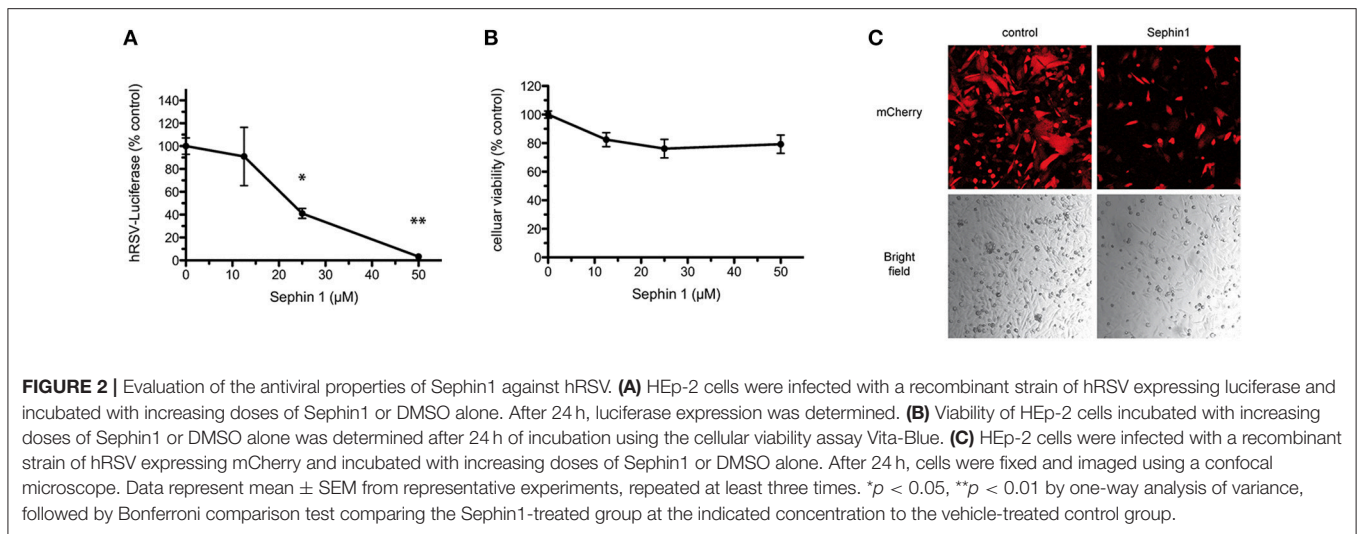 A
hRSV-Luciferase (% control)
140
120
100
80
60
40
20
0
*
**
0 10 20 30 40 50
Sephin 1 (µM)
B
celluar viability (% control)
120
100
80
60
40
20
0
0 10 20 30 40 50
Sephin 1 (µM)
C
control Sephin1
mCherry
Bright
field
FIGURE 2 | Evaluation of the antiviral properties of Sephin1 against hRSV. (A) HEp-2 cells were infected with a recombinant strain of hRSV expressing luciferase and
incubated with increasing doses of Sephin1 or DMSO alone. After 24 h, luciferase expression was determined. (B) Viability of HEp-2 cells incubated with increasing
doses of Sephin1 or DMSO alone was determined after 24 h of incubation using the cellular viability assay Vita-Blue. (C) HEp-2 cells were infected with a recombinant
strain of hRSV expressing mCherry and incubated with increasing doses of Sephin1 or DMSO alone. After 24 h, cells were fixed and imaged using a confocal
microscope. Data represent mean ± SEM from representative experiments, repeated at least three times. *p < 0.05, **p < 0.01 by one-way analysis of variance,
followed by Bonferroni comparison test comparing the Sephin1-treated group at the indicated concentration to the vehicle-treated control group.